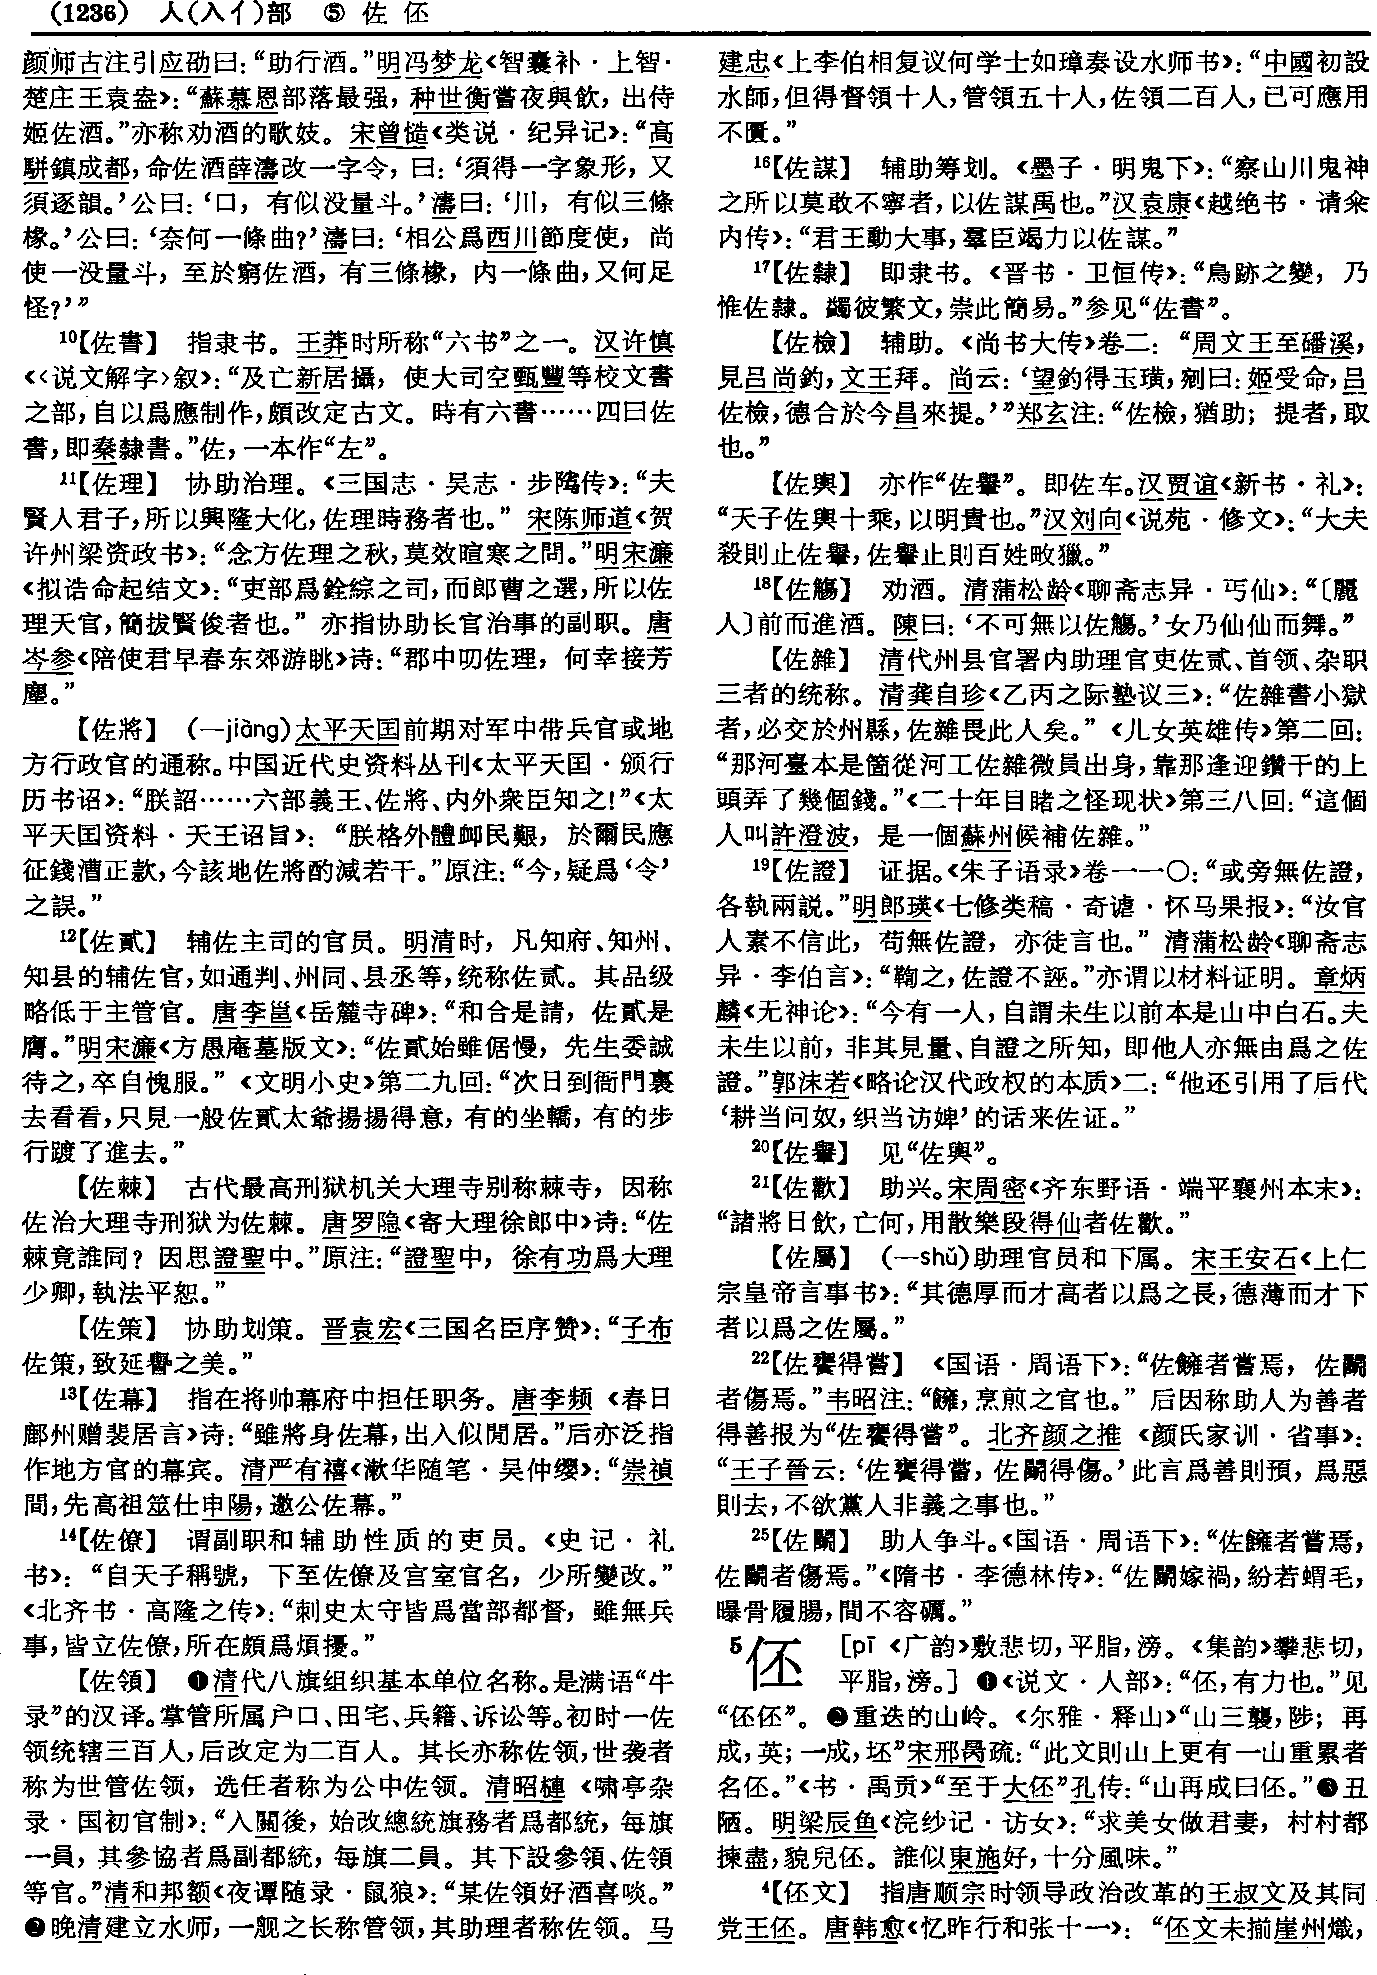 (1236) 人(入亻)部 ⑤ 佐 伾
颜师古注引应劭曰：“助行酒。”明冯梦龙《智囊补·上智·
楚庄王袁盎》：“蘇慕恩部落最强，种世衡嘗夜與飲，出侍
姬佐酒。”亦称劝酒的歌妓。宋曾慥《类说·纪异记》：“高
駢鎮成都，命佐酒薛濤改一字令，曰：‘須得一字象形，又
須逐韻。’公曰：‘口，有似没量斗。’濤曰：‘川，有似三條
椽。’公曰：‘奈何一條曲？’濤曰：‘相公爲西川節度使，尚
使一没量斗，至於窮佐酒，有三條椽，内一條曲，又何足
怪？’”
¹⁰【佐書】 指隶书。王莽时所称“六书”之一。汉许慎
《〈说文解字〉叙》：“及亡新居攝，使大司空甄豐等校文書
之部，自以爲應制作，頗改定古文。時有六書……四曰佐
書，即秦隸書。”佐，一本作“左”。
¹¹【佐理】 协助治理。《三国志·吴志·步骘传》：“夫
賢人君子，所以興隆大化，佐理時務者也。”宋陈师道《贺
许州梁资政书》：“念方佐理之秋，莫效暄寒之問。”明宋濂
《拟诰命起结文》：“吏部爲銓綜之司，而郎曹之選，所以佐
理天官，簡拔賢俊者也。”亦指协助长官治事的副职。唐
岑参《陪使君早春东郊游眺》诗：“郡中叨佐理，何幸接芳
塵。”
【佐將】 （—jiàng）太平天囯前期对军中带兵官或地
方行政官的通称。中国近代史资料丛刊《太平天囯·颁行
历书诏》：“朕詔……六部義王、佐將、内外衆臣知之！”《太
平天囯资料·天王诏旨》：“朕格外體卹民艱，於爾民應
征錢漕正款，今該地佐將酌减若干。”原注：“今，疑爲‘令’
之誤。”
¹²【佐貳】 辅佐主司的官员。明清时，凡知府、知州、
知县的辅佐官，如通判、州同、县丞等，统称佐贰。其品级
略低于主管官。唐李邕《岳麓寺碑》：“和合是請，佐貳是
膺。”明宋濂《方愚庵墓版文》：“佐貳始雖倨慢，先生委誠
待之，卒自愧服。”《文明小史》第二九回：“次日到衙門裏
去看看，只見一般佐貳太爺揚揚得意，有的坐轎，有的步
行踱了進去。”
【佐棘】 古代最高刑狱机关大理寺别称棘寺，因称
佐治大理寺刑狱为佐棘。唐罗隐《寄大理徐郎中》诗：“佐
棘竟誰同？因思證聖中。”原注：“證聖中，徐有功爲大理
少卿，執法平恕。”
【佐策】 协助划策。晋袁宏《三国名臣序赞》：“子布
佐策，致延譽之美。”
¹³【佐幕】 指在将帅幕府中担任职务。唐李频《春日
鄜州赠裴居言》诗：“雖將身佐幕，出入似閒居。”后亦泛指
作地方官的幕宾。清严有禧《漱华随笔·吴仲缨》：“崇禎
間，先高祖筮仕申陽，邀公佐幕。”
¹⁴【佐僚】 谓副职和辅助性质的吏员。《史记·礼
书》：“自天子稱號，下至佐僚及宫室官名，少所變改。”
《北齐书·高隆之传》：“刺史太守皆爲當部都督，雖無兵
事，皆立佐僚，所在頗爲煩擾。”
【佐領】 ❶清代八旗组织基本单位名称。是满语“牛
录”的汉译。掌管所属户口、田宅、兵籍、诉讼等。初时一佐
领统辖三百人，后改定为二百人。其长亦称佐领，世袭者
称为世管佐领，选任者称为公中佐领。清昭槤《啸亭杂
录·国初官制》：“入關後，始改總統旗務者爲都統，每旗
一員，其參協者爲副都統，每旗二員。其下設參領、佐領
等官。”清和邦额《夜谭随录·鼠狼》：“某佐領好酒喜啖。”
❷晚清建立水师，一舰之长称管领，其助理者称佐领。马
建忠《上李伯相复议何学士如璋奏设水师书》：“中國初設
水師，但得督領十人，管領五十人，佐領二百人，已可應用
不匱。”
¹⁶【佐謀】 辅助筹划。《墨子·明鬼下》：“察山川鬼神
之所以莫敢不寧者，以佐謀禹也。”汉袁康《越绝书·请籴
内传》：“君王動大事，羣臣竭力以佐謀。”
¹⁷【佐隸】 即隶书。《晋书·卫恒传》：“鳥跡之變，乃
惟佐隸。蠲彼繁文，崇此簡易。”参见“佐書”。
【佐檢】 辅助。《尚书大传》卷二：“周文王至磻溪，
見吕尚釣，文王拜。尚云：‘望釣得玉璜，剜曰：姬受命，吕
佐檢，德合於今昌來提。’”郑玄注：“佐檢，猶助；提者，取
也。”
【佐輿】 亦作“佐轝”。即佐车。汉贾谊《新书·礼》：
“天子佐輿十乘，以明貴也。”汉刘向《说苑·修文》：“大夫
殺則止佐轝，佐轝止則百姓畋獵。”
¹⁸【佐觴】 劝酒。清蒲松龄《聊斋志异·丐仙》：“〔麗
人〕前而進酒。陳曰：‘不可無以佐觴。’女乃仙仙而舞。”
【佐雜】 清代州县官署内助理官吏佐贰、首领、杂职
三者的统称。清龚自珍《乙丙之际塾议三》：“佐雜書小獄
者，必交於州縣，佐雜畏此人矣。”《儿女英雄传》第二回：
“那河臺本是箇從河工佐雜微員出身，靠那逢迎鑽干的上
頭弄了幾個錢。”《二十年目睹之怪现状》第三八回：“這個
人叫許澄波，是一個蘇州候補佐雜。”
¹⁹【佐證】 证据。《朱子语录》卷一一〇：“或旁無佐證，
各執兩説。”明郎瑛《七修类稿·奇谑·怀马果报》：“汝官
人素不信此，苟無佐證，亦徒言也。”清蒲松龄《聊斋志
异·李伯言》：“鞫之，佐證不誣。”亦谓以材料证明。章炳
麟《无神论》：“今有一人，自謂未生以前本是山中白石。夫
未生以前，非其見量、自證之所知，即他人亦無由爲之佐
證。”郭沫若《略论汉代政权的本质》二：“他还引用了后代
‘耕当问奴，织当访婢’的话来佐证。”
²⁰【佐轝】 见“佐輿”。
²¹【佐歡】 助兴。宋周密《齐东野语·端平襄州本末》：
“諸將日飲，亡何，用散樂段得仙者佐歡。”
【佐屬】 （—shǔ）助理官员和下属。宋王安石《上仁
宗皇帝言事书》：“其德厚而才高者以爲之長，德薄而才下
者以爲之佐屬。”
²²【佐饔得嘗】 《国语·周语下》：“佐饔者嘗焉，佐鬭
者傷焉。”韦昭注：“饔，烹煎之官也。”后因称助人为善者
得善报为“佐饔得嘗”。北齐颜之推《颜氏家训·省事》：
“王子晉云：‘佐饔得嘗，佐鬭得傷。’此言爲善則預，爲惡
則去，不欲黨人非義之事也。”
²⁵【佐鬭】 助人争斗。《国语·周语下》：“佐饔者嘗焉，
佐鬭者傷焉。”《隋书·李德林传》：“佐鬭嫁禍，紛若蝟毛，
曝骨履腸，間不容礪。”
⁵伾 ［pī《广韵》敷悲切，平脂，滂。《集韵》攀悲切，
平脂，滂。］❶《说文·人部》：“伾，有力也。”见
“伾伾”。❷重迭的山岭。《尔雅·释山》“山三襲，陟；再
成，英；一成，坯”宋邢昺疏：“此文則山上更有一山重累者
名伾。”《书·禹贡》“至于大伾”孔传：“山再成曰伾。”❸丑
陋。明梁辰鱼《浣纱记·访女》：“求美女做君妻，村村都
揀盡，貌兒伾。誰似東施好，十分風味。”
⁴【伾文】 指唐顺宗时领导政治改革的王叔文及其同
党王伾。唐韩愈《忆昨行和张十一》：“伾文未揃崖州熾，